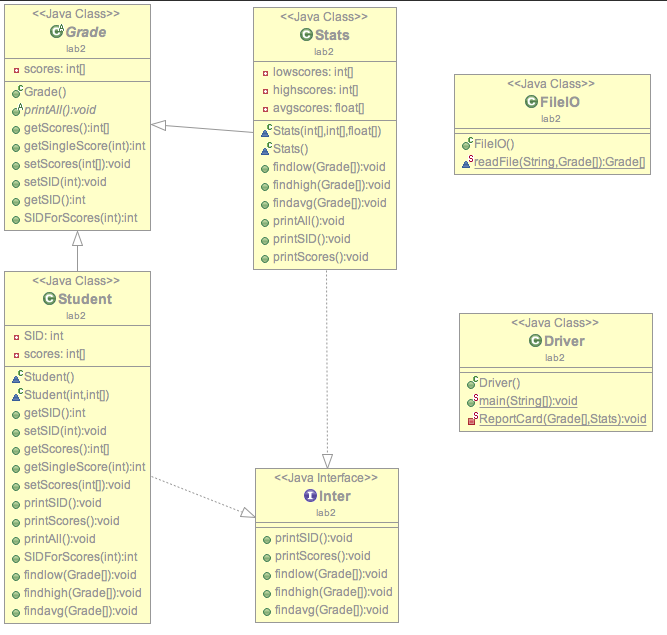 <<Java Class>>
Grade
lab2
scores: int[]
Grade()
printAll():void
getScores():int[]
getSingleScore(int):int
setScores(int[]):void
setSID(int):void
getSID():int
SIDForScores(int):int
<<Java Class>>
Stats
lab2
lowscores: int[]
highscores: int[]
avgscores: float[]
Stats(int[],int[],float[])
Stats()
findlow(Grade[]):void
findhigh(Grade[]):void
findavg(Grade[]):void
printAll():void
printSID():void
printScores():void
<<Java Class>>
FileIO
lab2
FileIO()
readFile(String,Grade[]):Grade[]
<<Java Class>>
Student
lab2
SID: int
scores: int[]
Student()
Student(int,int[])
getSID():int
setSID(int):void
getScores():int[]
getSingleScore(int):int
setScores(int[]):void
printSID():void
printScores():void
printAll():void
SIDForScores(int):int
findlow(Grade[]):void
findhigh(Grade[]):void
findavg(Grade[]):void
<<Java Class>>
Driver
lab2
Driver()
main(String[]):void
ReportCard(Grade[],Stats):void
<<Java Interface>>
Inter
lab2
printSID():void
printScores():void
findlow(Grade[]):void
findhigh(Grade[]):void
findavg(Grade[]):void